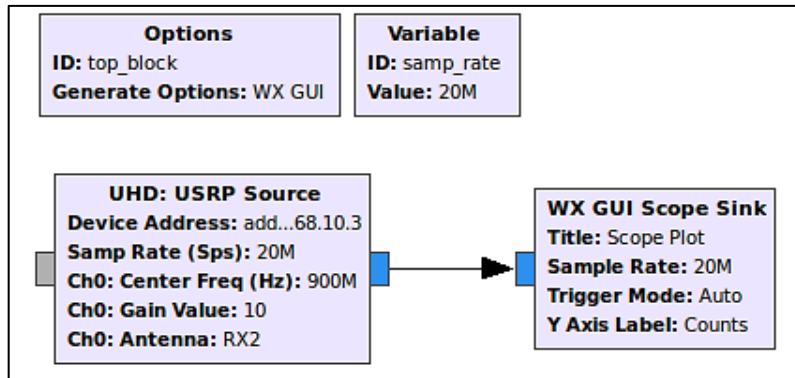 Options
ID: top_block
Generate Options: WX GUI
Variable
ID: samp_rate
Value: 20M
UHD: USRP Source
Device Address: add...68.10.3
Samp Rate (Sps): 20M
Ch0: Center Freq (Hz): 900M
Ch0: Gain Value: 10
Ch0: Antenna: RX2
WX GUI Scope Sink
Title: Scope Plot
Sample Rate: 20M
Trigger Mode: Auto
Y Axis Label: Counts